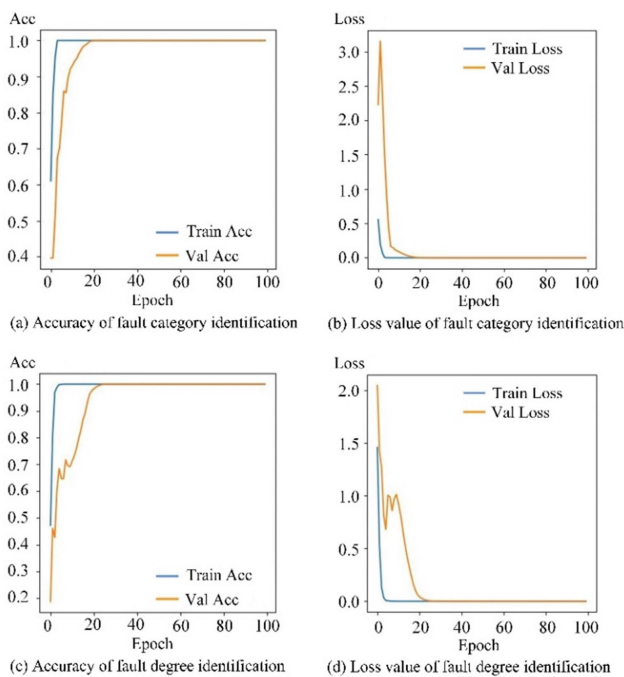 Acc
1.0
0.9
0.8
0.7
0.6
0.5
0.4
Train Acc
Val Acc
0 20 40 60 80 100
Epoch
(a) Accuracy of fault category identification
Loss
3.0
2.5
2.0
1.5
1.0
0.5
0.0
Train Loss
Val Loss
0 20 40 60 80 100
Epoch
(b) Loss value of fault category identification
Acc
1.0
0.9
0.8
0.7
0.6
0.5
0.4
0.3
0.2
Train Acc
Val Acc
0 20 40 60 80 100
Epoch
(c) Accuracy of fault degree identification
Loss
2.0
1.5
1.0
0.5
0.0
Train Loss
Val Loss
0 20 40 60 80 100
Epoch
(d) Loss value of fault degree identification